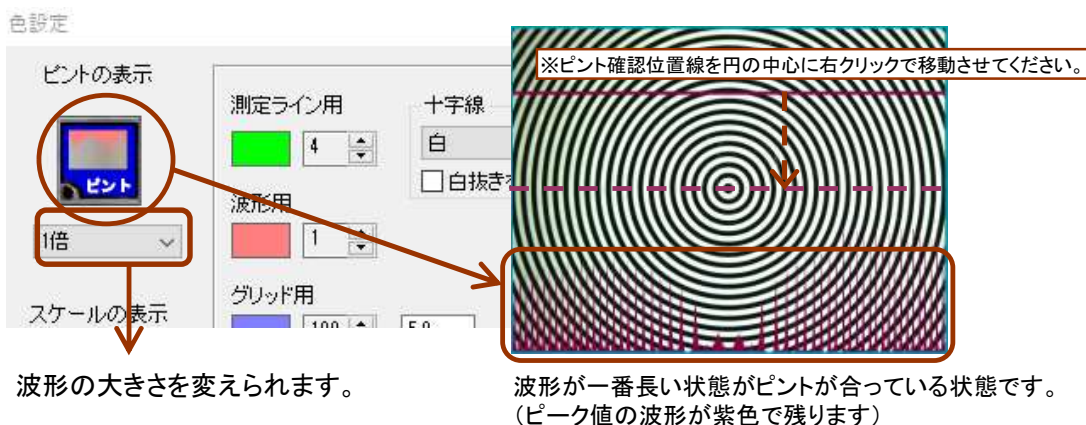 色設定
ピントの表示
ピント
1倍
スケールの表示
測定ライン用
4
波形用
1
グリッド用
100
5.0
十字線
白
白抜き
※ピント確認位置線を円の中心に右クリックで移動させてください。
波形の大きさを変えられます。
波形が一番長い状態がピントが合っている状態です。
（ピーク値の波形が紫色で残ります）